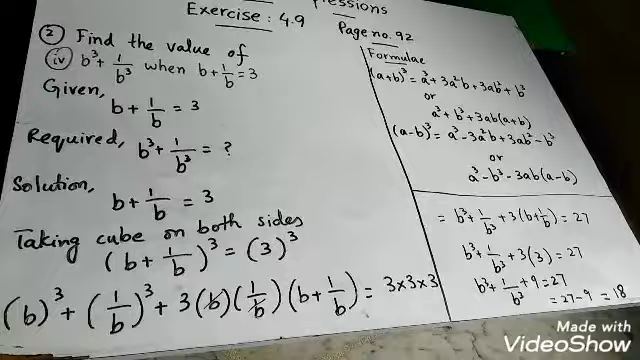 Exercise : 4.9
Page no. 92
② Find the value of
(iv) b³ + 1/b³ when b + 1/b = 3
Given,
b + 1/b = 3
Required, b³ + 1/b³ = ?
Solution,
b + 1/b = 3
Taking cube on both sides
(b + 1/b)³ = (3)³
(b)³ + (1/b)³ + 3(b)(1/b)(b + 1/b) = 3×3×3
Formulae
(a+b)³ = a³ + 3a²b + 3ab² + b³
or
a³ + b³ + 3ab(a+b)
(a-b)³ = a³ - 3a²b + 3ab² - b³
or
a³ - b³ - 3ab(a-b)
= b³ + 1/b³ + 3(b + 1/b) = 27
b³ + 1/b³ + 3(3) = 27
b³ + 1/b³ + 9 = 27
= 27 - 9 = 18
Made with
VideoShow